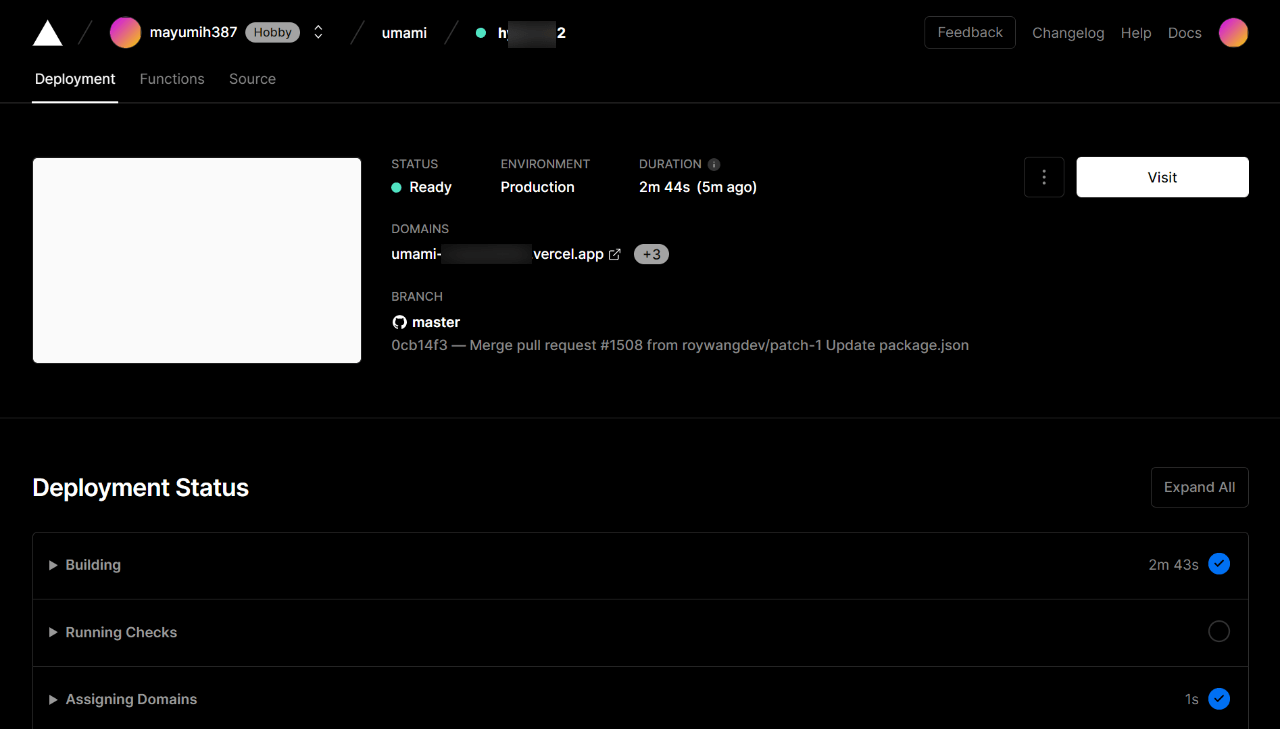 mayumih387 Hobby umami 2 Feedback Changelog Help Docs
Deployment Functions Source
STATUS ENVIRONMENT DURATION
Ready Production 2m 44s (5m ago) Visit
DOMAINS
umami- vercel.app +3
BRANCH
master
0cb14f3 — Merge pull request #1508 from roywangdev/patch-1 Update package.json
Deployment Status Expand All
Building 2m 43s
Running Checks
Assigning Domains 1s